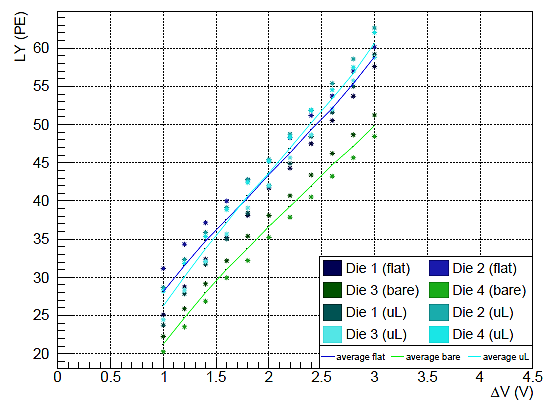 LY (PE)
60
55
50
45
40
35
30
25
20
0 0.5 1 1.5 2 2.5 3 3.5 4 4.5
ΔV (V)
Die 1 (flat) Die 2 (flat)
Die 3 (bare) Die 4 (bare)
Die 1 (uL) Die 2 (uL)
Die 3 (uL) Die 4 (uL)
average flat average bare average uL